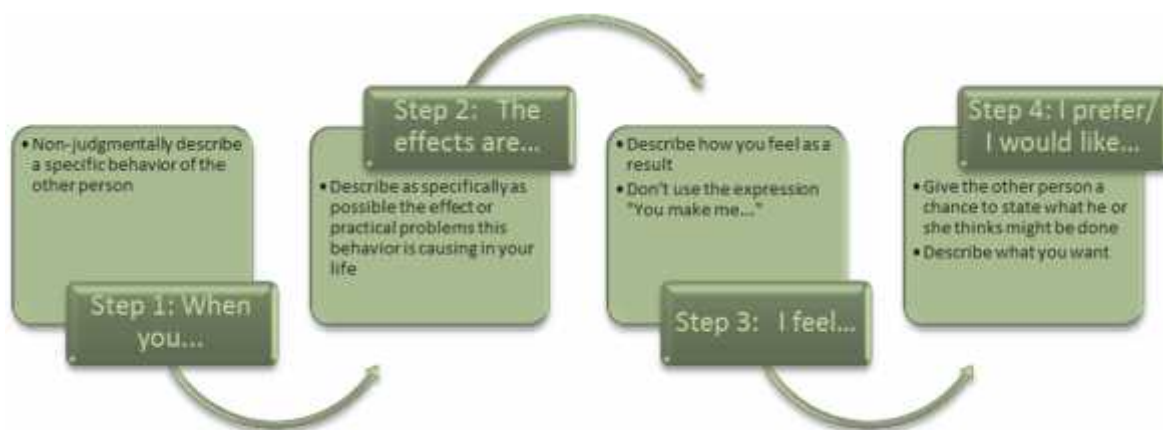 • Non-judgmentally describe
a specific behavior of the
other person
Step 1: When
you...
Step 2: The
effects are...
• Describe as specifically as
possible the effect or
practical problems this
behavior is causing in your
life
• Describe how you feel as a
result
• Don't use the expression
"You make me..."
Step 3: I feel...
Step 4: I prefer/
I would like...
• Give the other person a
chance to state what he or
she thinks might be done
• Describe what you want